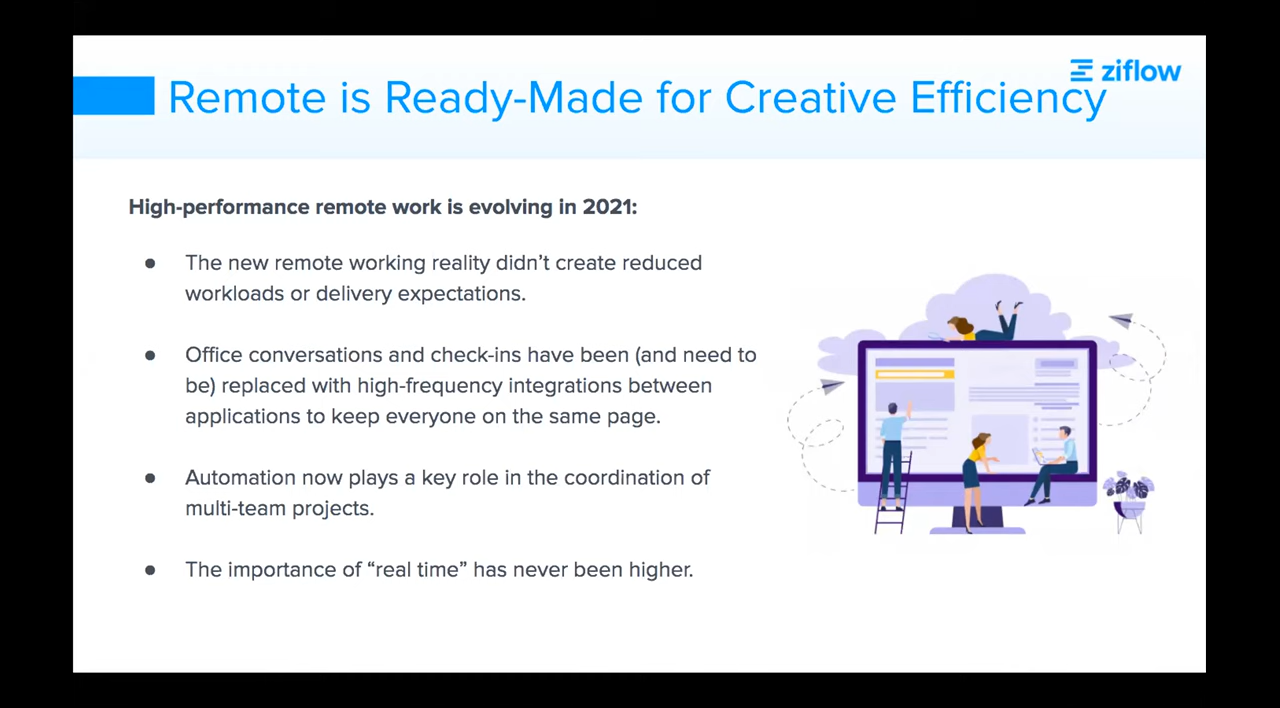 ziflow
Remote is Ready-Made for Creative Efficiency
High-performance remote work is evolving in 2021:
● The new remote working reality didn’t create reduced
workloads or delivery expectations.
● Office conversations and check-ins have been (and need to
be) replaced with high-frequency integrations between
applications to keep everyone on the same page.
● Automation now plays a key role in the coordination of
multi-team projects.
● The importance of “real time” has never been higher.